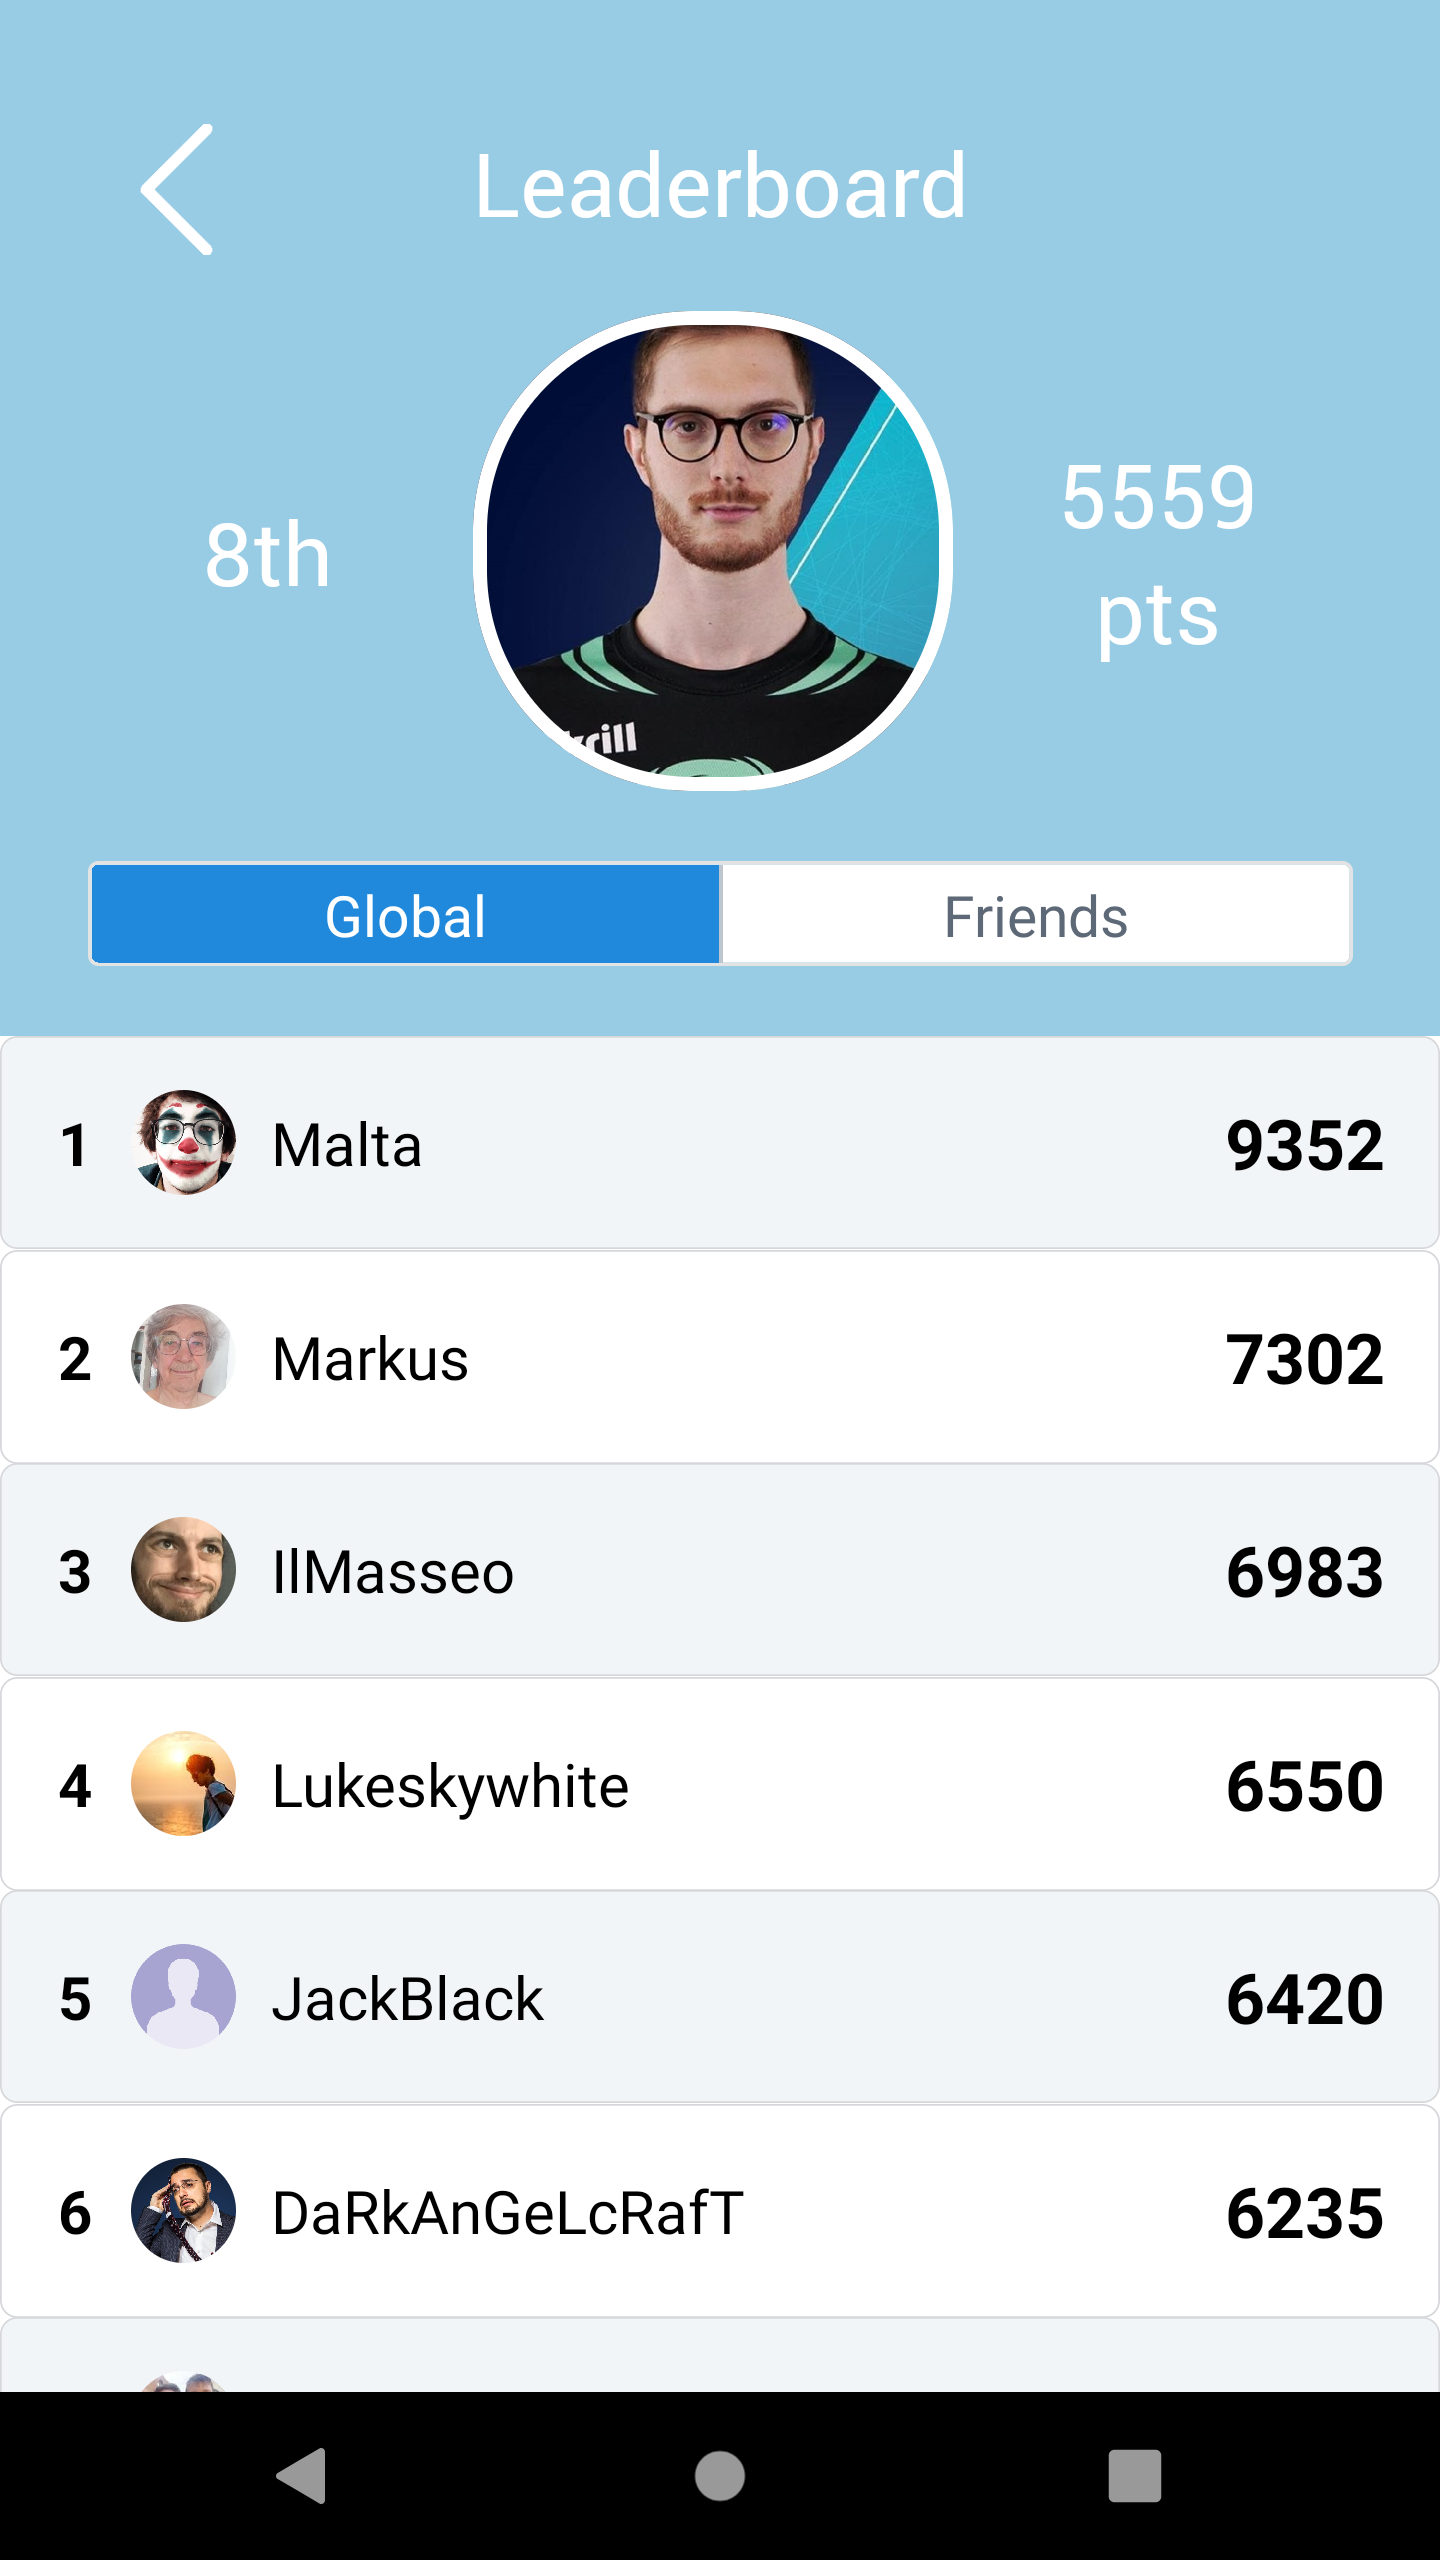 Leaderboard
8th
5559
pts
Global
Friends
1 Malta 9352
2 Markus 7302
3 IlMasseo 6983
4 Lukeskywhite 6550
5 JackBlack 6420
6 DaRkAnGeLcRafT 6235